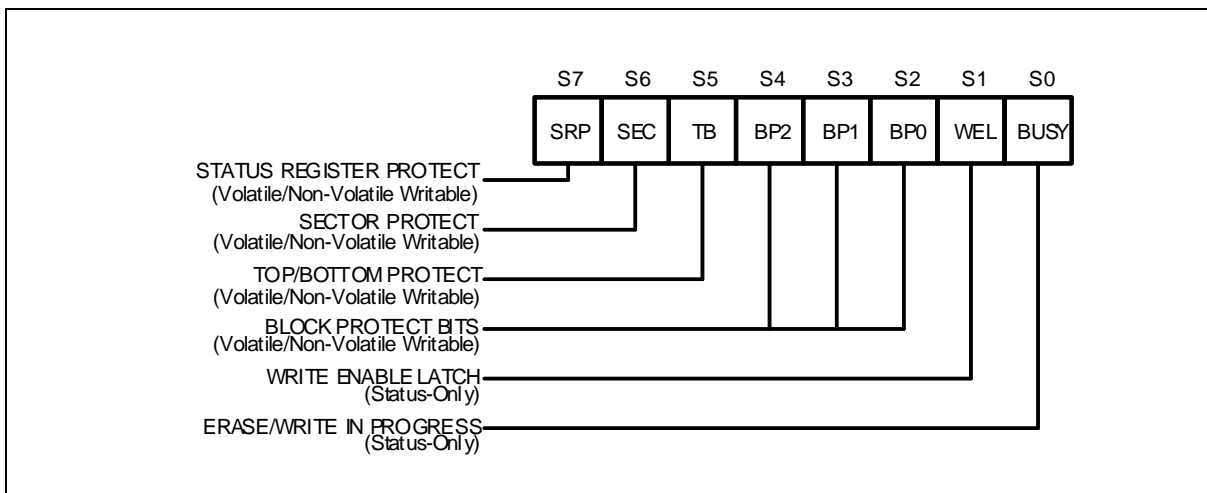 S7 S6 S5 S4 S3 S2 S1 S0
SRP SEC TB BP2 BP1 BP0 WEL BUSY
STATUS REGISTER PROTECT
(Volatile/Non-Volatile Writable)
SECTOR PROTECT
(Volatile/Non-Volatile Writable)
TOP/BOTTOM PROTECT
(Volatile/Non-Volatile Writable)
BLOCK PROTECT BITS
(Volatile/Non-Volatile Writable)
WRITE ENABLE LATCH
(Status-Only)
ERASE/WRITE IN PROGRESS
(Status-Only)